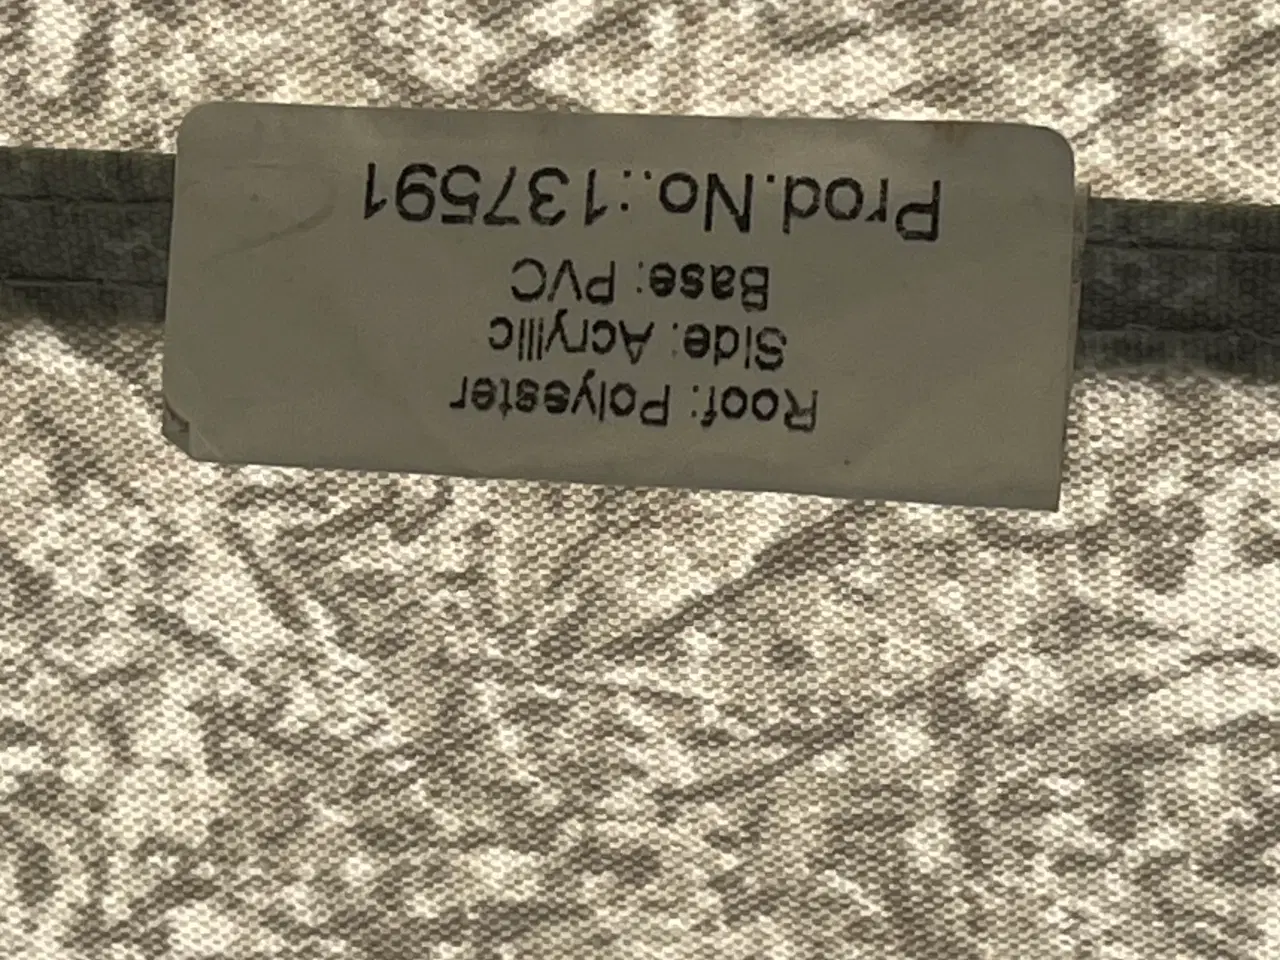 Roof: Polyester
Side: Acryllic
Base: PVC
Prod.No.:137591